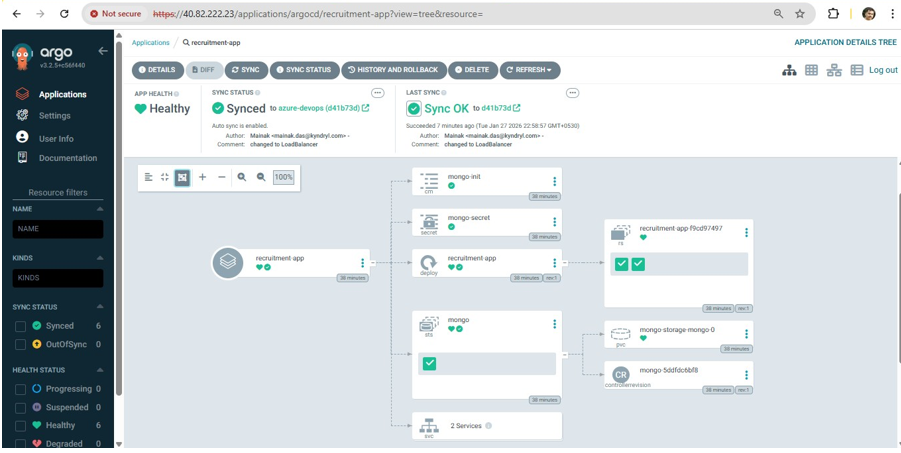 Not secure https://40.82.222.23/applications/argocd/recruitment-app?view=tree&resource=
argo
v3.2.5+c56f440
Applications
Settings
User Info
Documentation
Resource filters
NAME
NAME
KINDS
KINDS
SYNC STATUS
Synced 6
OutOfSync 0
HEALTH STATUS
Progressing 0
Suspended 0
Healthy 6
Degraded 0
Applications / recruitment-app
APPLICATION DETAILS TREE
DETAILS DIFF SYNC SYNC STATUS HISTORY AND ROLLBACK DELETE REFRESH
Log out
APP HEALTH
Healthy
SYNC STATUS
Synced to azure-devops (d41b73d)
Auto sync is enabled.
Author: Mainak <mainak.das@kyndryl.com> -
Comment: changed to LoadBalancer
LAST SYNC
Sync OK to d41b73d
Succeeded 7 minutes ago (Tue Jan 27 2026 22:58:57 GMT+0530)
Author: Mainak <mainak.das@kyndryl.com> -
Comment: changed to LoadBalancer
100%
recruitment-app
38 minutes
mongo-init
cm
38 minutes
mongo-secret
secret
38 minutes
recruitment-app
deploy
38 minutes rev:1
mongo
sts
38 minutes
2 Services
svc
recruitment-app-f9cd97497
rs
38 minutes rev:1
mongo-storage-mongo-0
pvc
38 minutes
CR
mongo-5ddfdc6bf8
controllerrevision
38 minutes rev:1